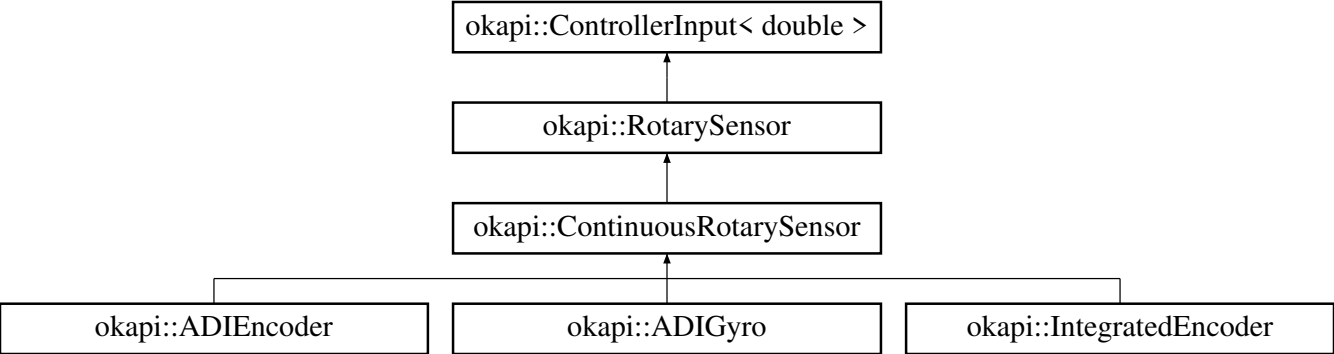 okapi::ControllerInput< double >
okapi::RotarySensor
okapi::ContinuousRotarySensor
okapi::ADIEncoder
okapi::ADIGyro
okapi::IntegratedEncoder